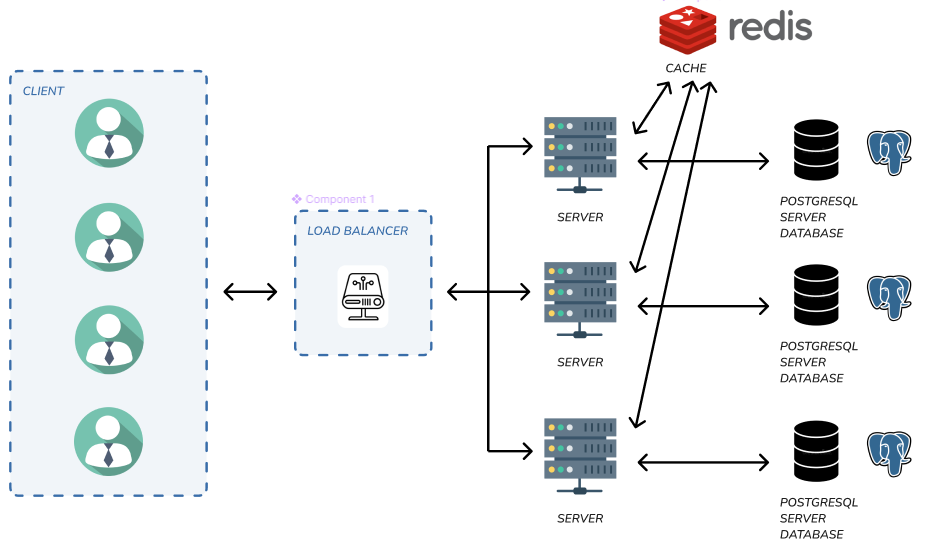 redis
CACHE
CLIENT
Component 1
LOAD BALANCER
SERVER
POSTGRESQL
SERVER
DATABASE
SERVER
POSTGRESQL
SERVER
DATABASE
SERVER
POSTGRESQL
SERVER
DATABASE